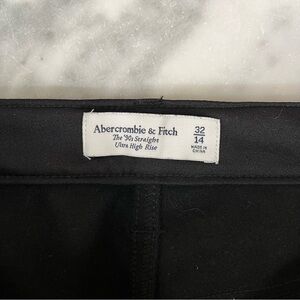 Abercrombie & Fitch
The '90s Straight
Ultra High Rise
32
14
MADE IN
CHINA